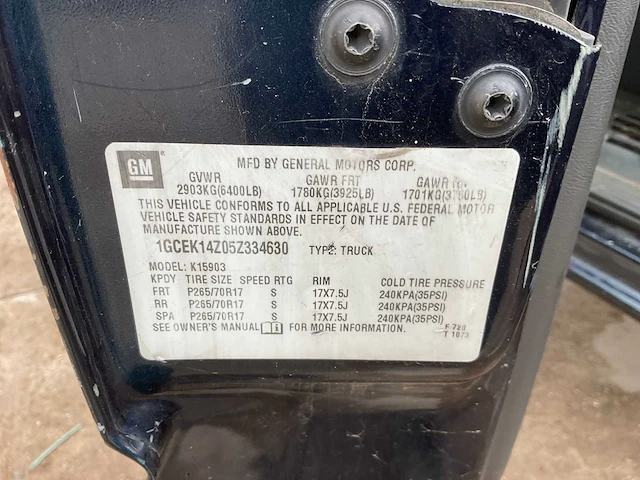 MFD BY GENERAL MOTORS CORP.
GM GVWR GAWR FRT GAWR
2903KG(6400LB) 1780KG(3925LB)
THIS VEHICLE CONFORMS TO ALL APPLICABLE U.S. FEDERAL MOTOR
VEHICLE SAFETY STANDARDS IN EFFECT ON THE DATE OF
MANUFACTURE SHOWN ABOVE.
1GCEK14Z05Z334630 TYPE: TRUCK
MODEL: K15903
KPDY TIRE SIZE SPEED RTG RIM COLD TIRE PRESSURE
FRT P265/70R17 S 17X7.5J 240KPA(35PSI)
RR P265/70R17 S 17X7.5J 240KPA(35PSI)
SPA P265/70R17 S 17X7.5J 240KPA(35PSI)
SEE OWNER'S MANUAL FOR MORE INFORMATION.